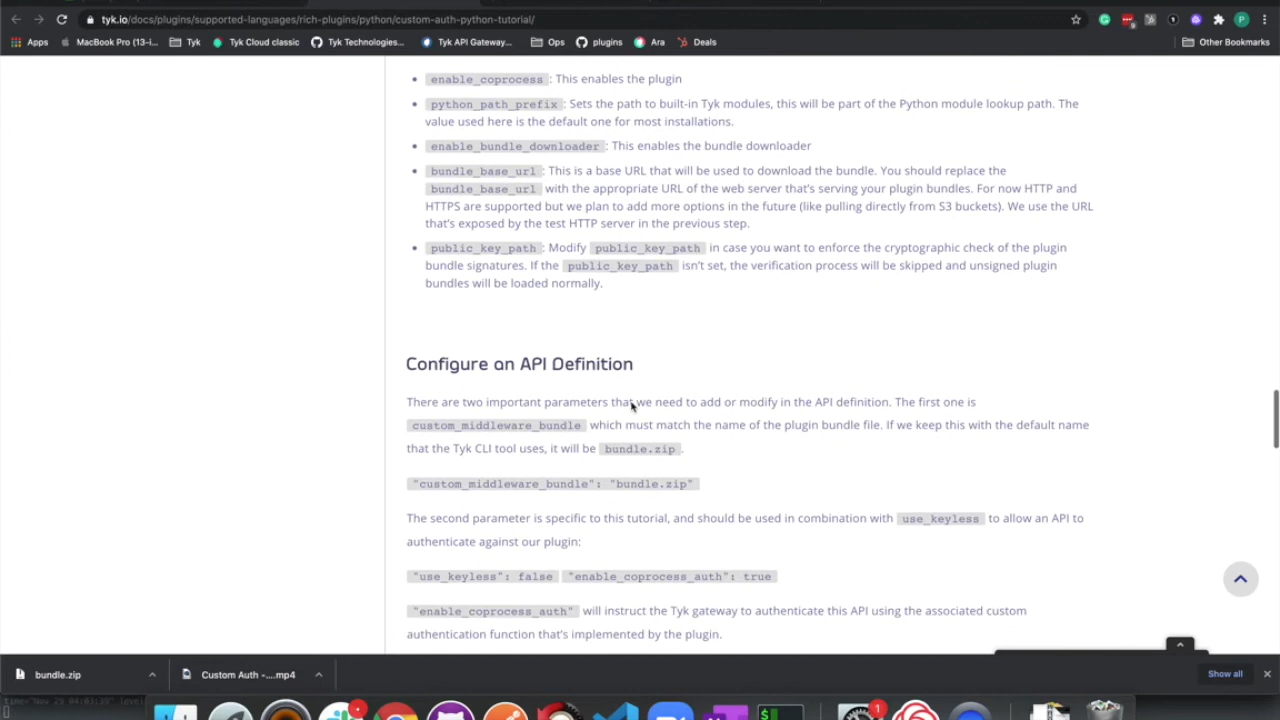 tyk.io/docs/plugins/supported-languages/rich-plugins/python/custom-auth-python-tutorial/
Apps MacBook Pro (13-i... Tyk Tyk Cloud classic Tyk Technologies... Tyk API Gateway... Ops plugins Ara Deals Other Bookmarks
enable_coprocess : This enables the plugin
python_path_prefix : Sets the path to built-in Tyk modules, this will be part of the Python module lookup path. The
value used here is the default one for most installations.
enable_bundle_downloader : This enables the bundle downloader
bundle_base_url : This is a base URL that will be used to download the bundle. You should replace the
bundle_base_url with the appropriate URL of the web server that's serving your plugin bundles. For now HTTP and
HTTPS are supported but we plan to add more options in the future (like pulling directly from S3 buckets). We use the URL
that's exposed by the test HTTP server in the previous step.
public_key_path : Modify public_key_path in case you want to enforce the cryptographic check of the plugin
bundle signatures. If the public_key_path isn't set, the verification process will be skipped and unsigned plugin
bundles will be loaded normally.
Configure an API Definition
There are two important parameters that we need to add or modify in the API definition. The first one is
custom_middleware_bundle which must match the name of the plugin bundle file. If we keep this with the default name
that the Tyk CLI tool uses, it will be bundle.zip .
"custom_middleware_bundle": "bundle.zip"
The second parameter is specific to this tutorial, and should be used in combination with use_keyless to allow an API to
authenticate against our plugin:
"use_keyless": false "enable_coprocess_auth": true
"enable_coprocess_auth" will instruct the Tyk gateway to authenticate this API using the associated custom
authentication function that's implemented by the plugin.
bundle.zip Custom Auth -....mp4 Show all
time="Nov 29 04:03:39" level